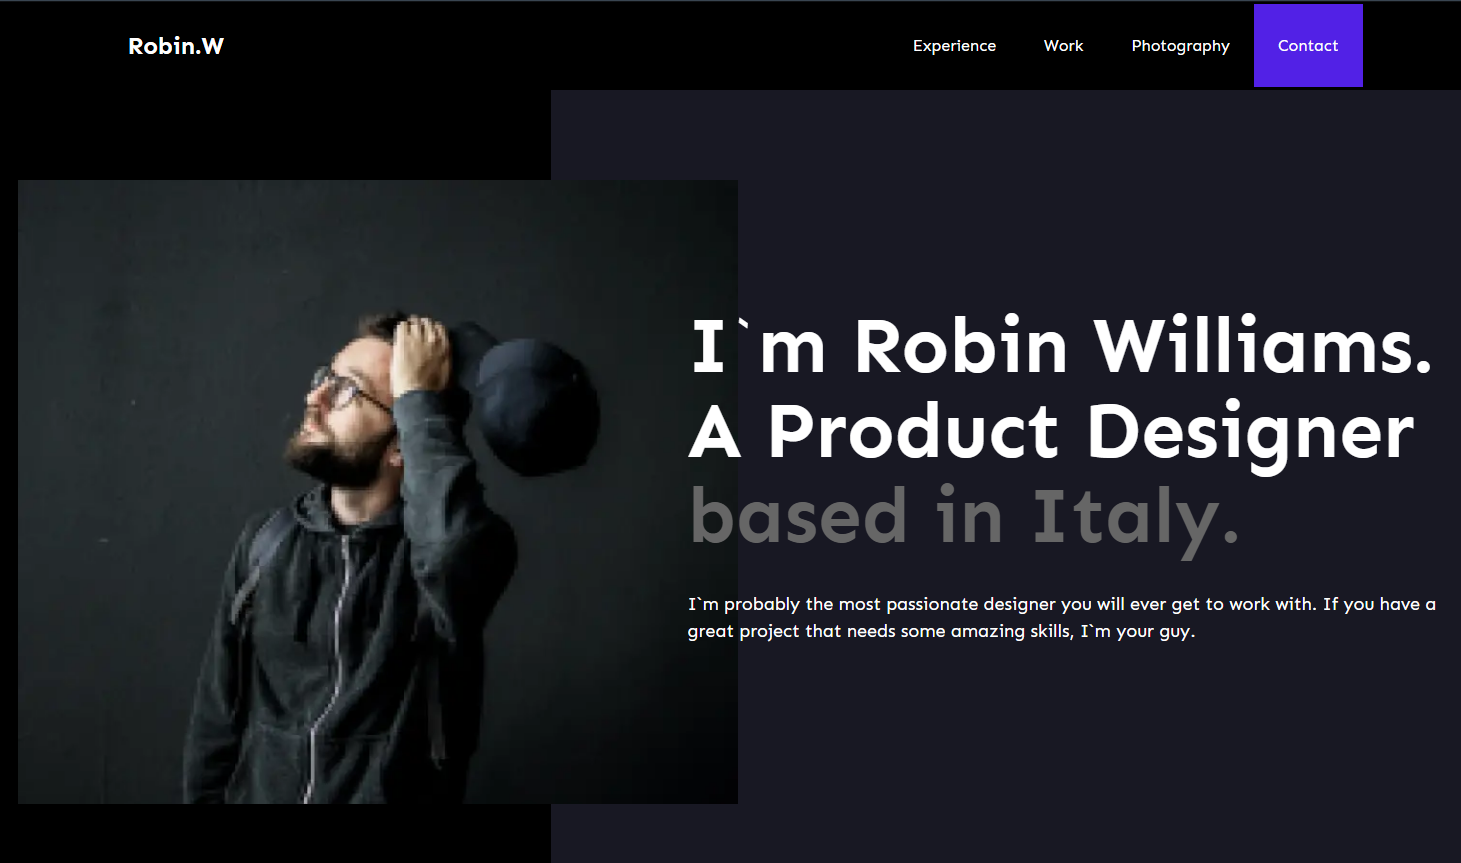 Robin.W
Experience Work Photography Contact
I`m Robin Williams.
A Product Designer
based in Italy.
I`m probably the most passionate designer you will ever get to work with. If you have a
great project that needs some amazing skills, I`m your guy.